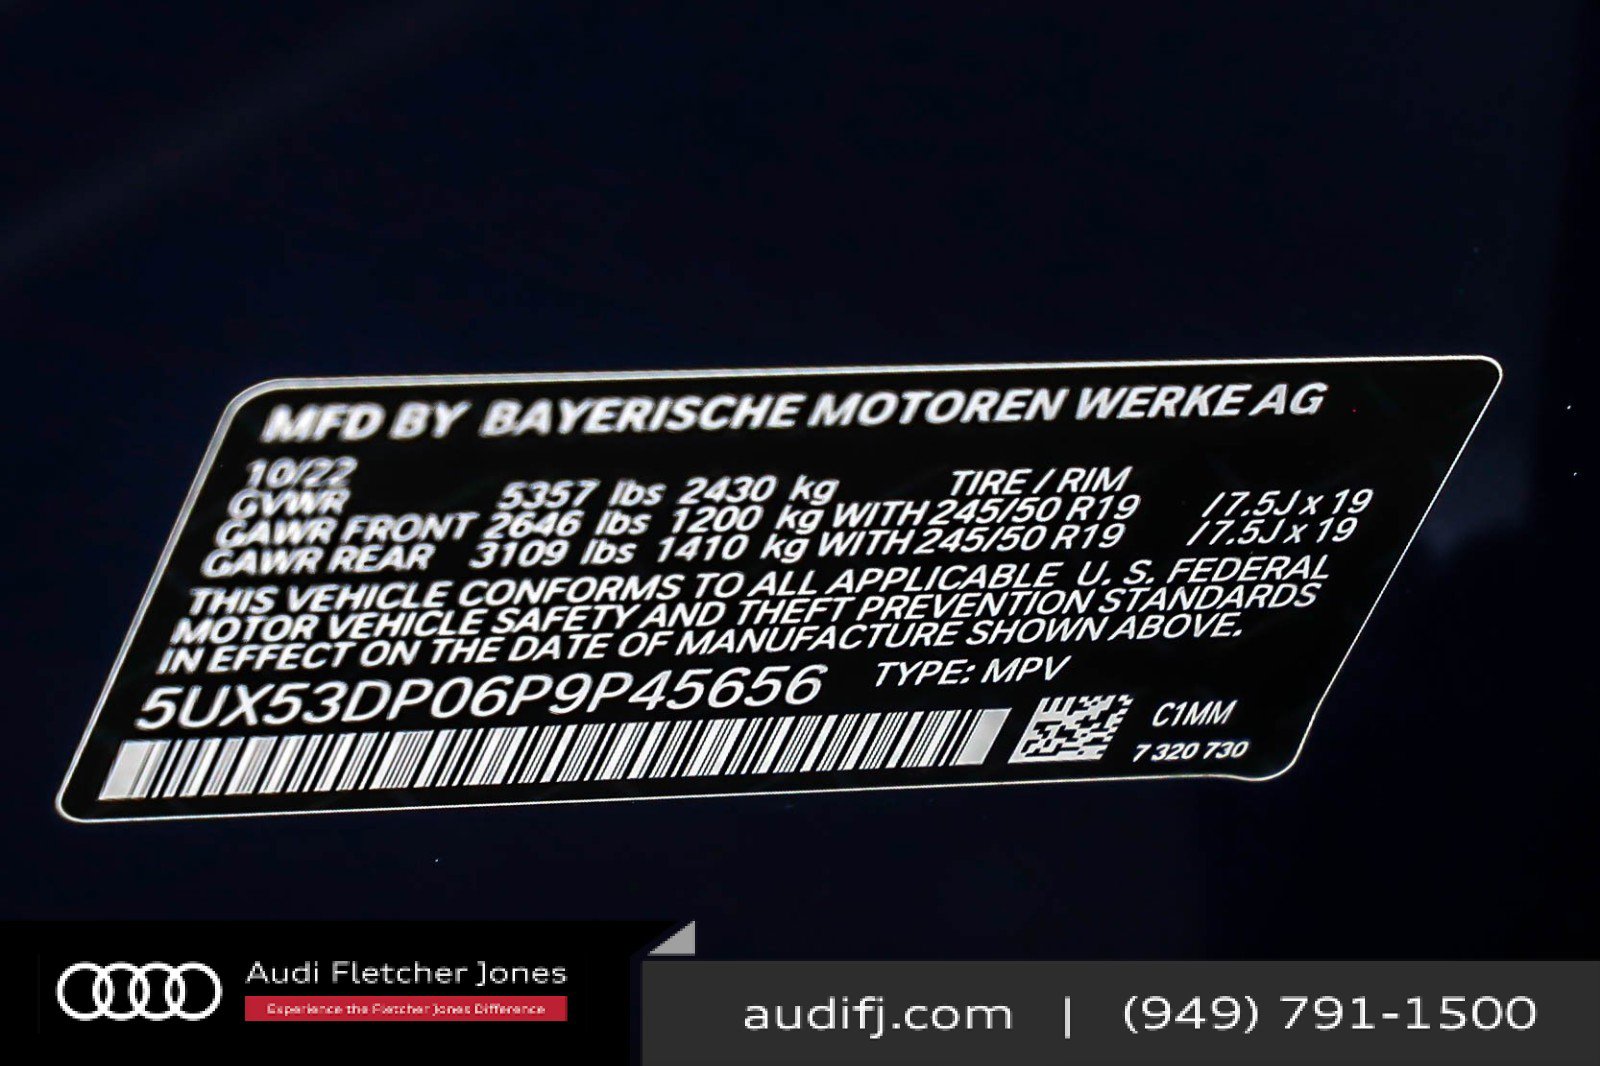 MFD BY BAYERISCHE MOTOREN WERKE AG
10/22 TIRE / RIM
GVWR 5357 lbs 2430 kg
GAWR FRONT 2646 lbs 1200 kg WITH 245/50 R19 / 7.5J x 19
GAWR REAR 3109 lbs 1410 kg WITH 245/50 R19 / 7.5J x 19
THIS VEHICLE CONFORMS TO ALL APPLICABLE U. S. FEDERAL
MOTOR VEHICLE SAFETY AND THEFT PREVENTION STANDARDS
IN EFFECT ON THE DATE OF MANUFACTURE SHOWN ABOVE.
5UX53DP06P9P45656 TYPE: MPV
C1MM
7 320 730
Audi Fletcher Jones
Experience the Fletcher Jones Difference
audifj.com | (949) 791-1500